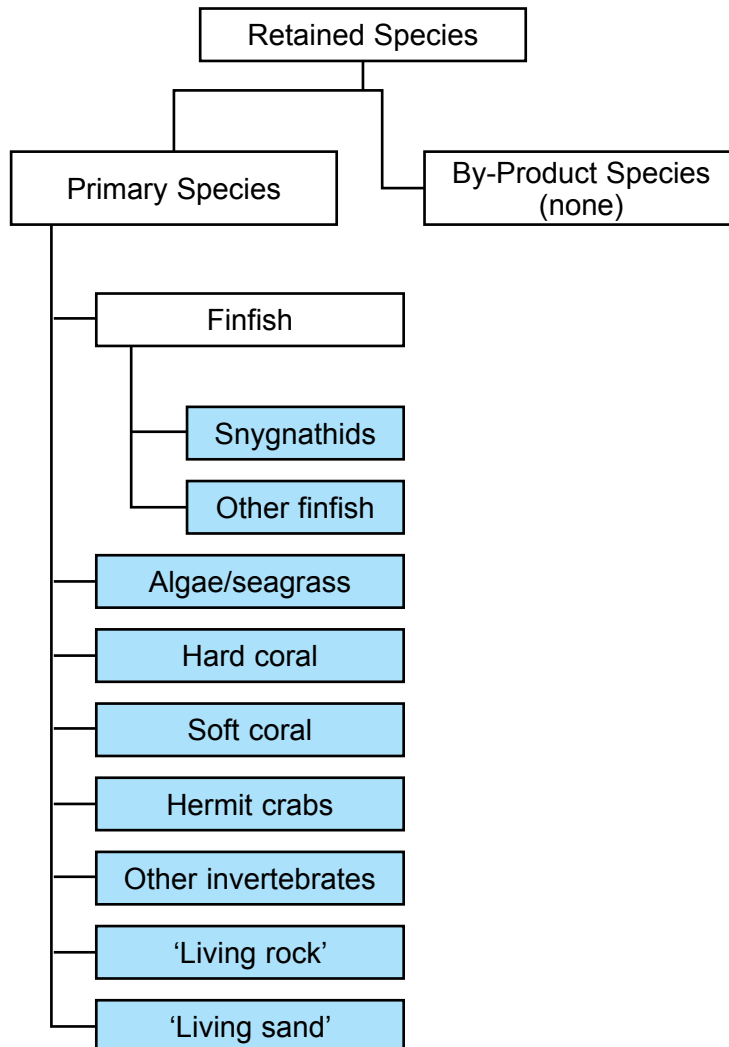 Retained Species
Primary Species
By-Product Species
(none)
Finfish
Snygnathids
Other finfish
Algae/seagrass
Hard coral
Soft coral
Hermit crabs
Other invertebrates
‘Living rock’
‘Living sand’